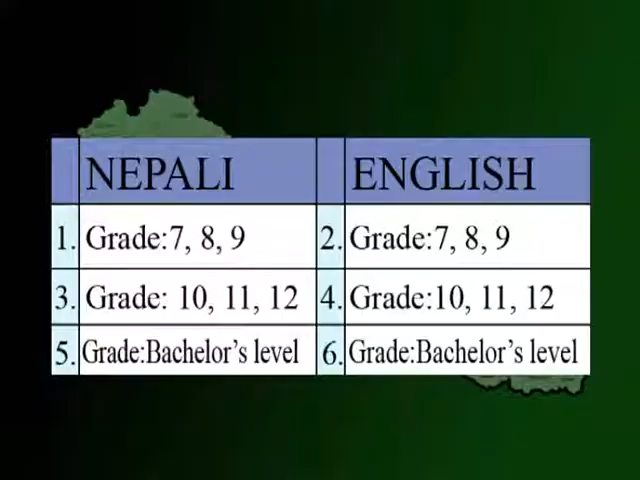 NEPALI ENGLISH
1. Grade:7, 8, 9 2. Grade:7, 8, 9
3. Grade: 10, 11, 12 4. Grade:10, 11, 12
5. Grade:Bachelor's level 6. Grade:Bachelor's level